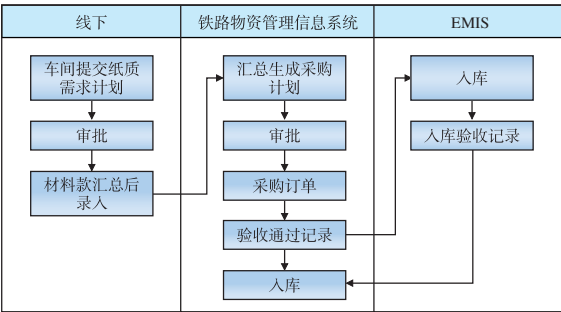 线下
铁路物资管理信息系统
EMIS
车间提交纸质
需求计划
审批
材料款汇总后
录入
汇总生成采购
计划
审批
采购订单
验收通过记录
入库
入库
入库验收记录